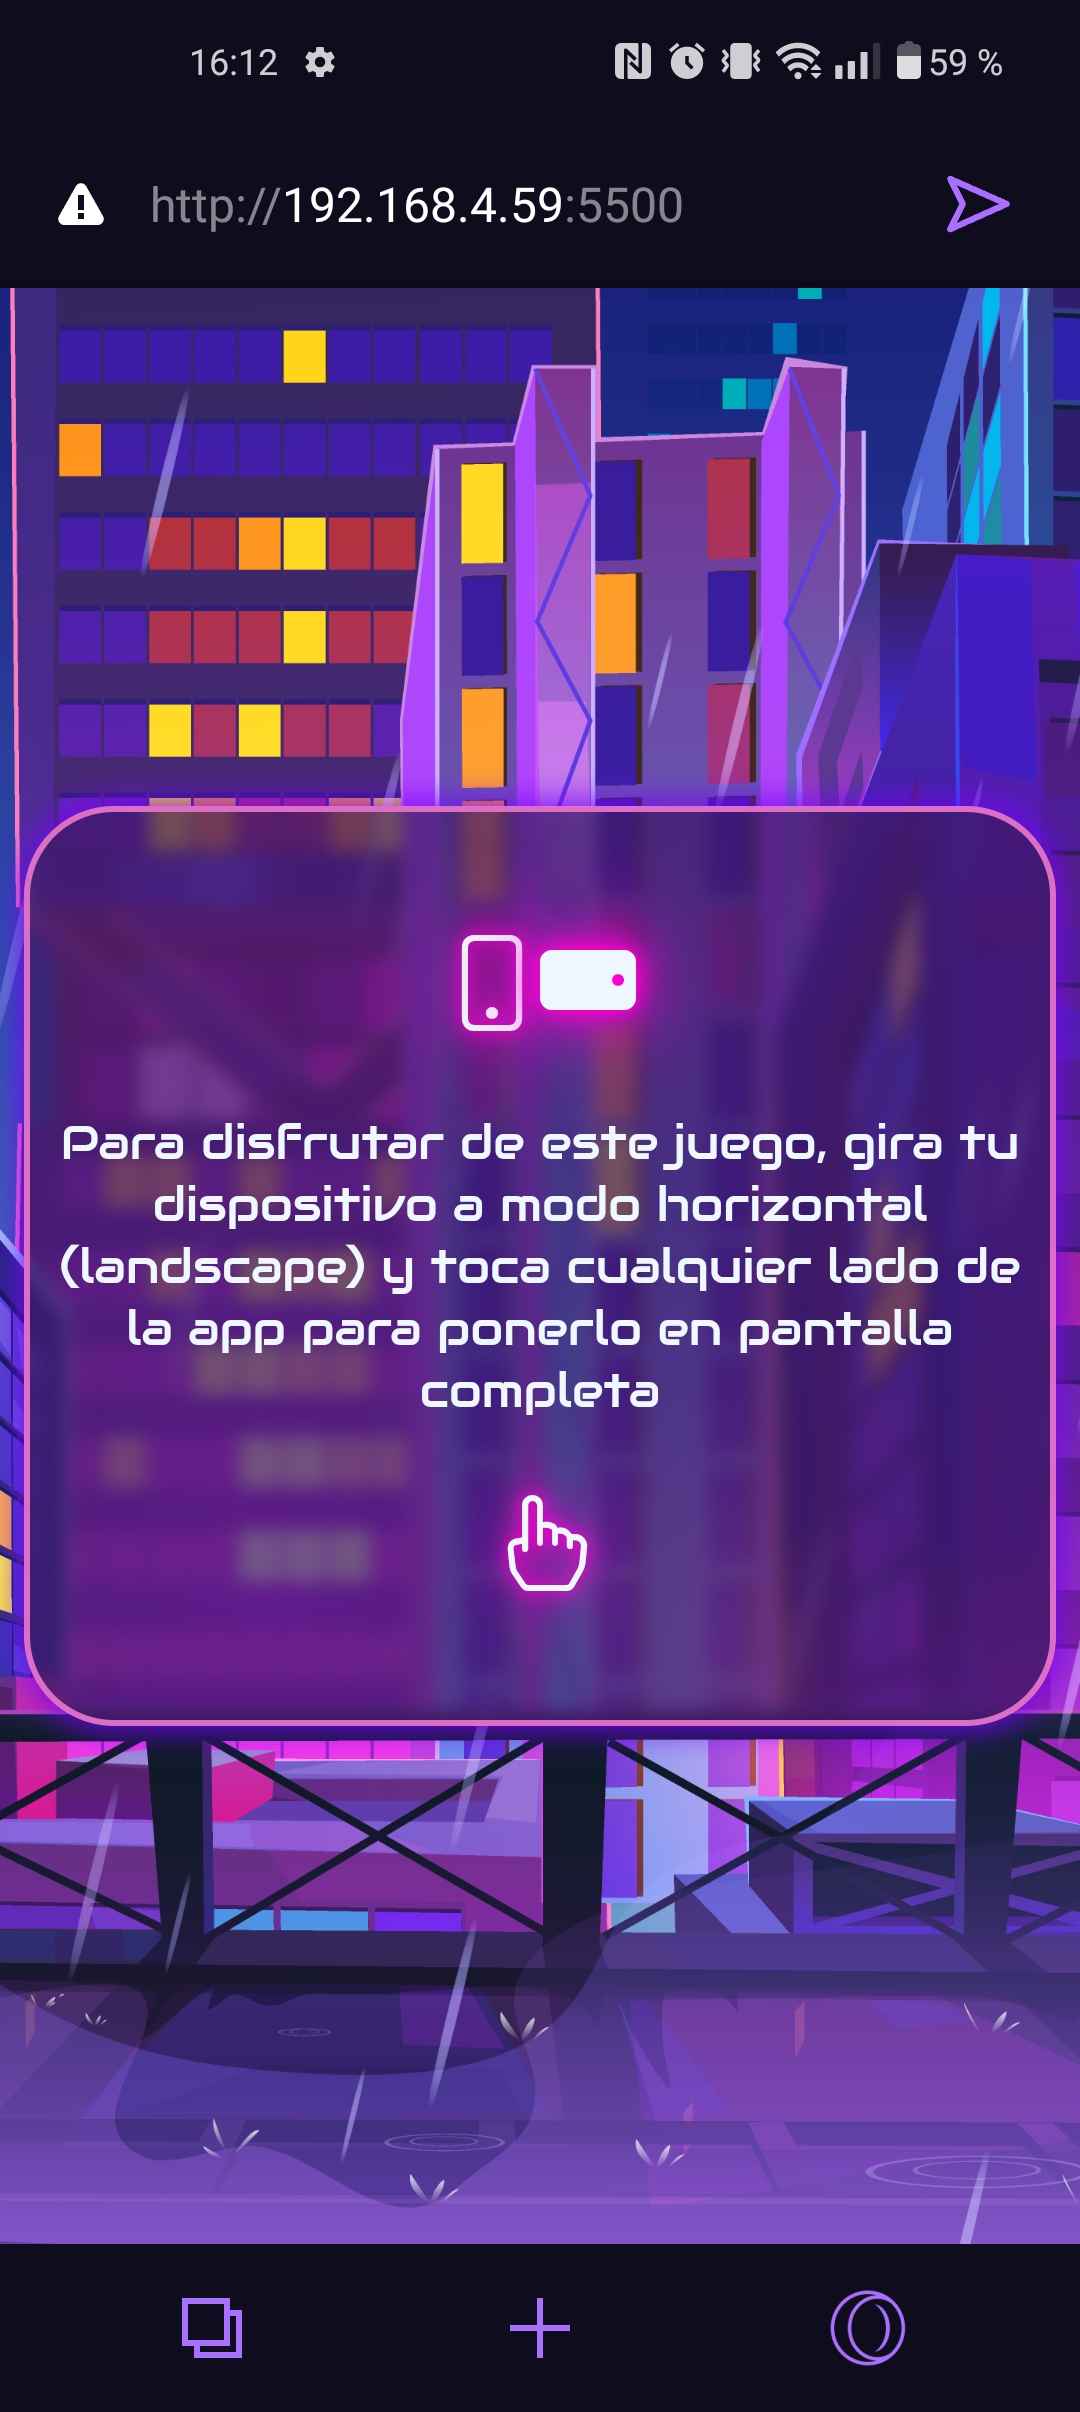 16:12
59 %
http://192.168.4.59:5500
Para disfrutar de este juego, gira tu
dispositivo a modo horizontal
(landscape) y toca cualquier lado de
la app para ponerlo en pantalla
completa